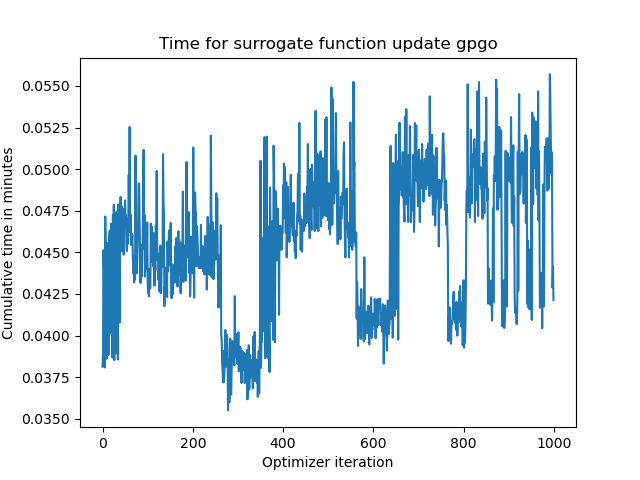 Time for surrogate function update gpgo
Cumulative time in minutes
0.0550
0.0525
0.0500
0.0475
0.0450
0.0425
0.0400
0.0375
0.0350
0 200 400 600 800 1000
Optimizer iteration